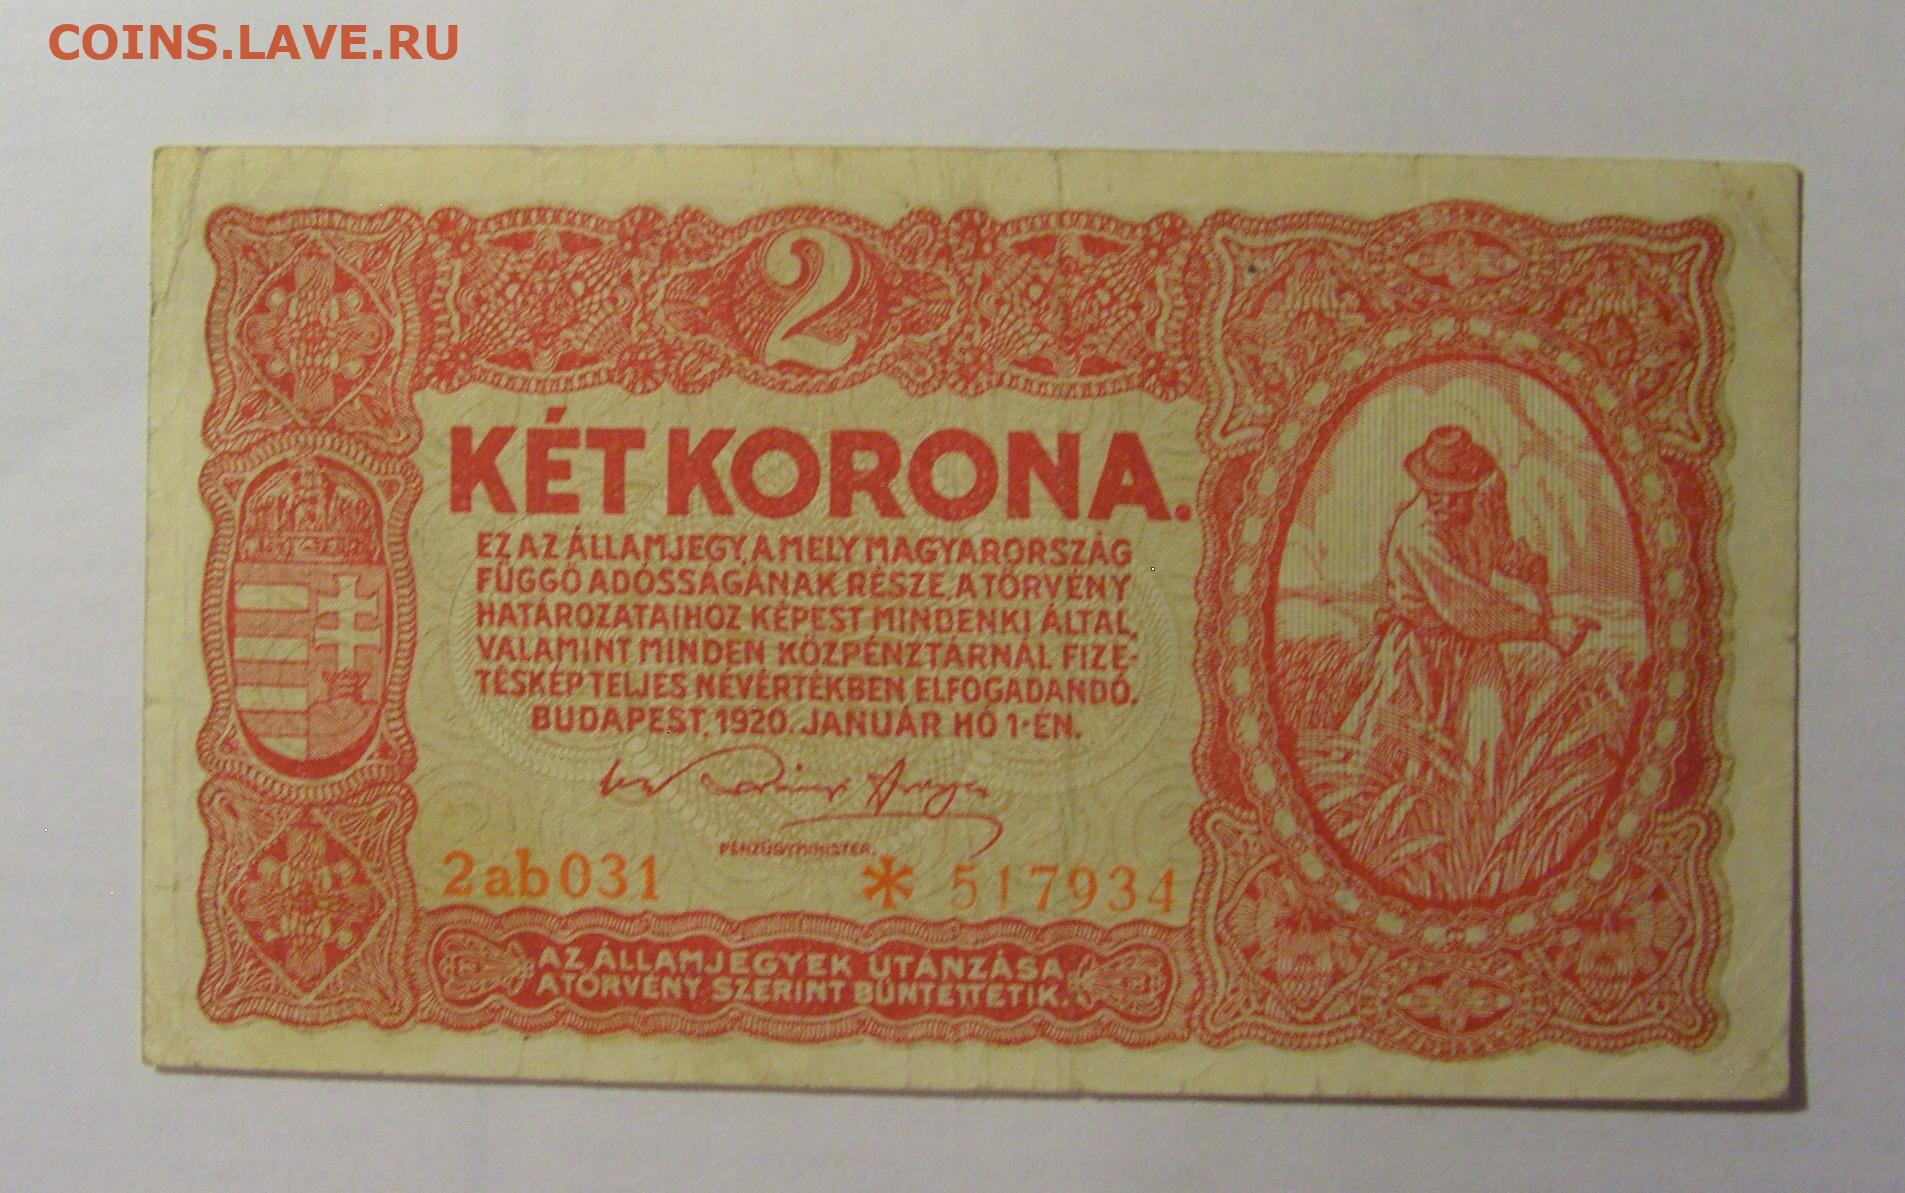 COINS.LAVE.RU
2
KÉT KORONA.
EZ AZ ÁLLAMJEGY, AMELY MAGYARORSZÁG
FÜGGŐ ADÓSSÁGÁNAK RÉSZE, A TÖRVÉNY
HATÁROZATAIHOZ KÉPEST MINDENKI ÁLTAL,
VALAMINT MINDEN KÖZPÉNZTÁRNÁL FIZE-
TÉSKÉP TELJES NÉVÉRTÉKBEN ELFOGADANDÓ.
BUDAPEST, 1920. JANUÁR HÓ 1-ÉN.
PÉNZÜGYMINISTER.
2ab031 * 517934
AZ ÁLLAMJEGYEK UTÁNZÁSA
A TÖRVÉNY SZERINT BÜNTETTETIK.